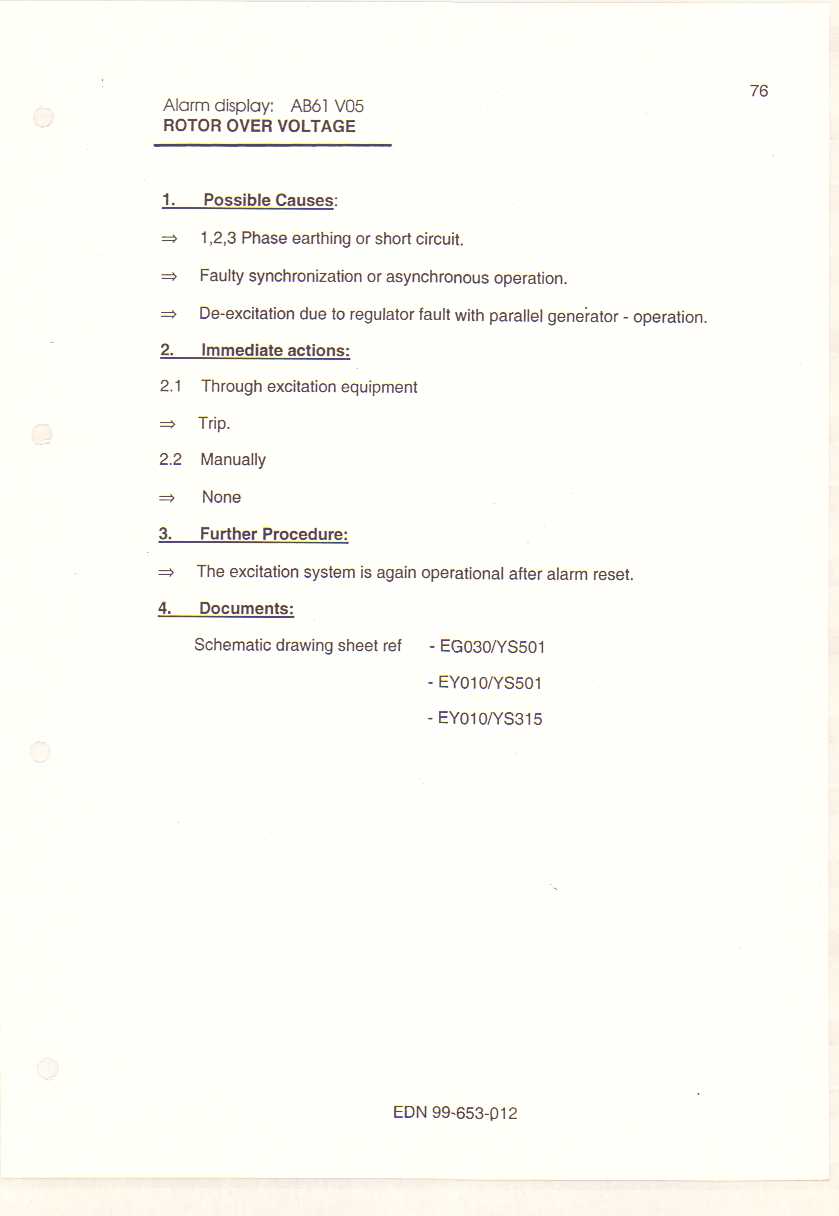 76
Alarm display: AB61 V05
ROTOR OVER VOLTAGE
1. Possible Causes:
⇒ 1,2,3 Phase earthing or short circuit.
⇒ Faulty synchronization or asynchronous operation.
⇒ De-excitation due to regulator fault with parallel generator - operation.
2. Immediate actions:
2.1 Through excitation equipment
⇒ Trip.
2.2 Manually
⇒ None
3. Further Procedure:
⇒ The excitation system is again operational after alarm reset.
4. Documents:
Schematic drawing sheet ref - EG030/YS501
- EY010/YS501
- EY010/YS315
EDN 99-653-012